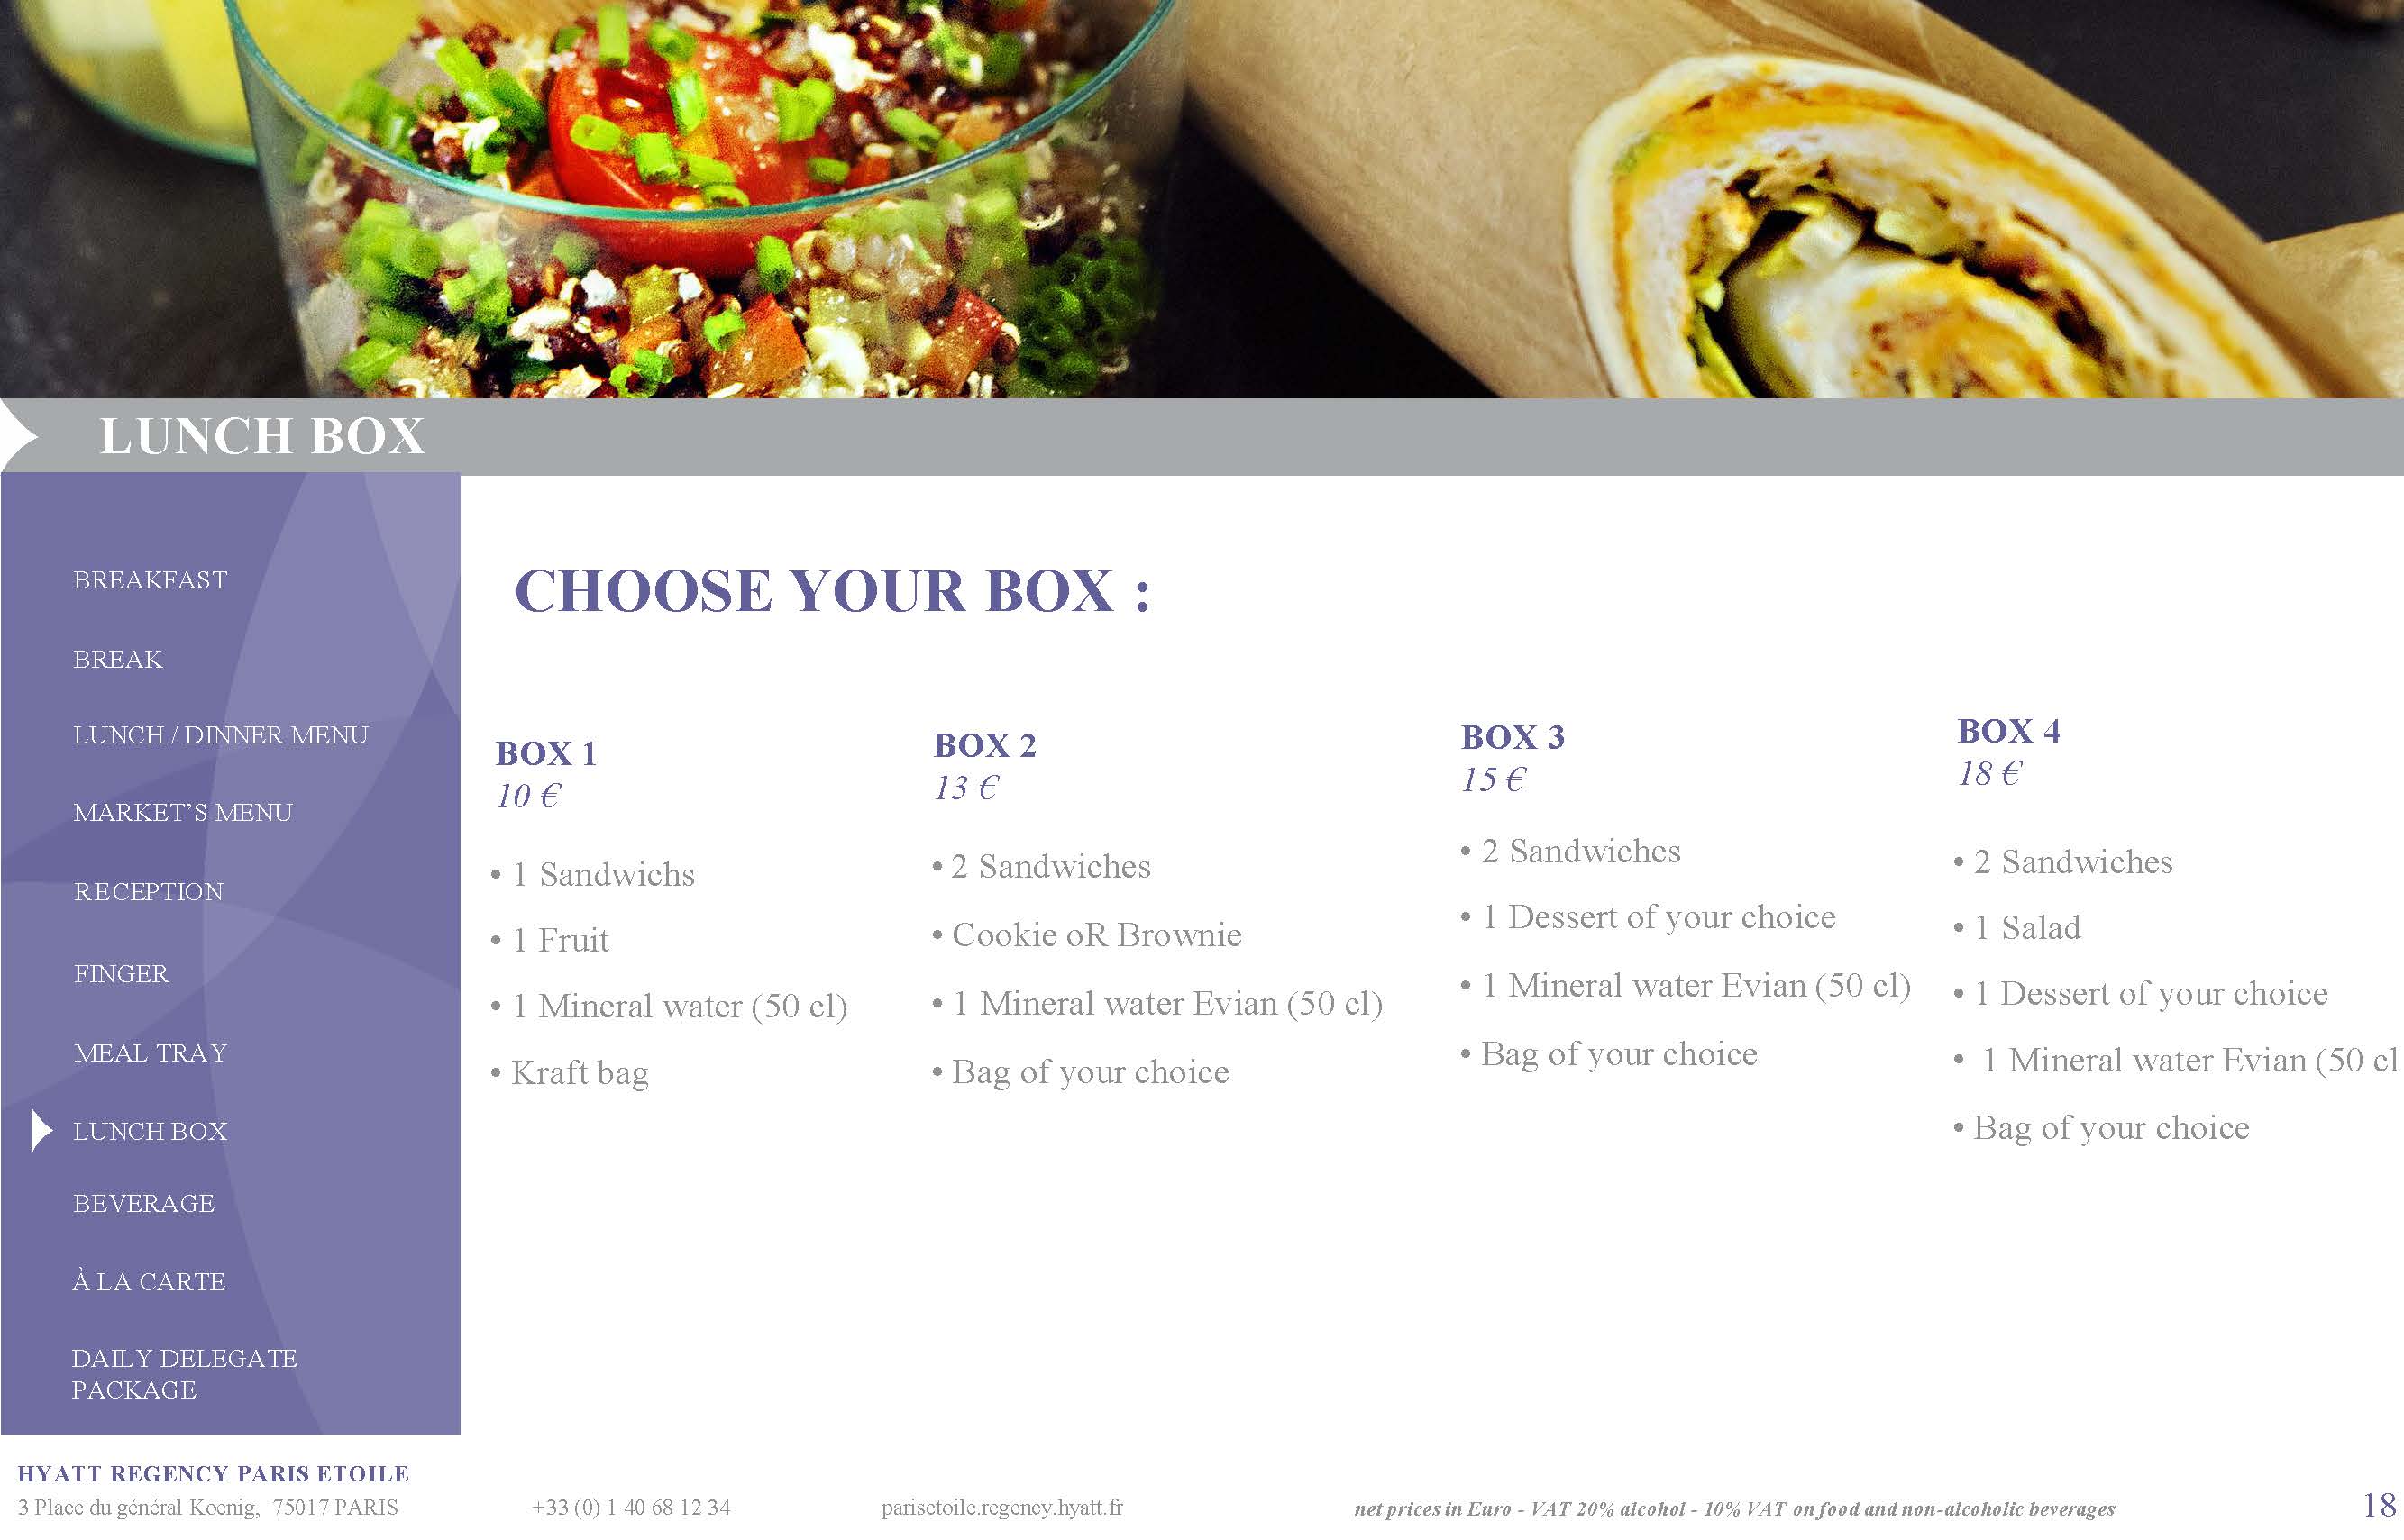 LUNCH BOX
BREAKFAST
BREAK
LUNCH / DINNER MENU
MARKET’S MENU
RECEPTION
FINGER
MEAL TRAY
LUNCH BOX
BEVERAGE
À LA CARTE
DAILY DELEGATE
PACKAGE
CHOOSE YOUR BOX :
BOX 1
10 €
• 1 Sandwichs
• 1 Fruit
• 1 Mineral water (50 cl)
• Kraft bag
BOX 2
13 €
• 2 Sandwiches
• Cookie oR Brownie
• 1 Mineral water Evian (50 cl)
• Bag of your choice
BOX 3
15 €
• 2 Sandwiches
• 1 Dessert of your choice
• 1 Mineral water Evian (50 cl)
• Bag of your choice
BOX 4
18 €
• 2 Sandwiches
• 1 Salad
• 1 Dessert of your choice
• 1 Mineral water Evian (50 cl
• Bag of your choice
HYATT REGENCY PARIS ETOILE
3 Place du général Koenig, 75017 PARIS +33 (0) 1 40 68 12 34 parisetoile.regency.hyatt.fr net prices in Euro - VAT 20% alcohol - 10% VAT on food and non-alcoholic beverages 18